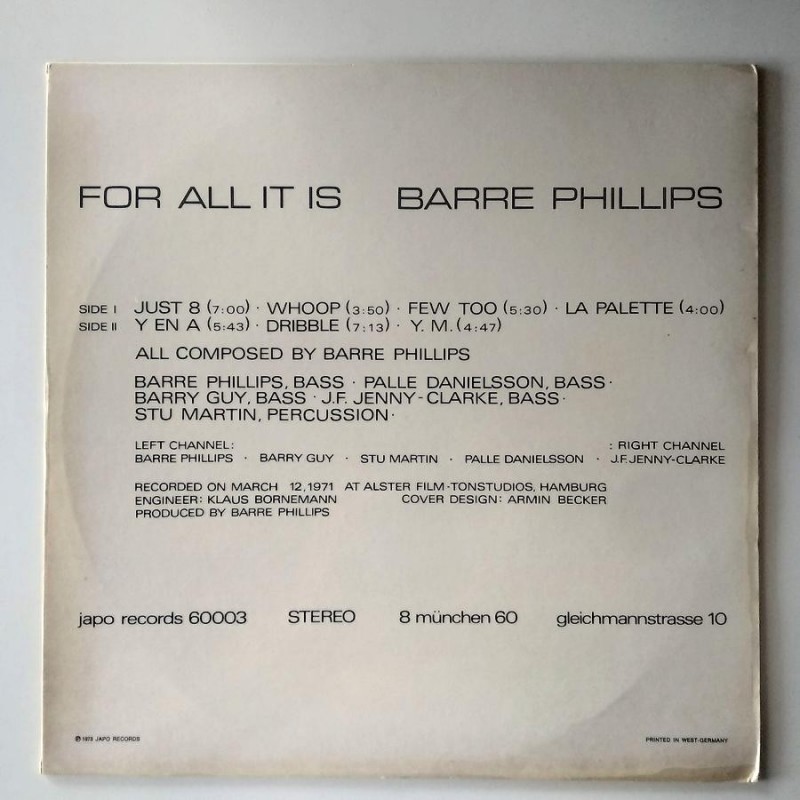 FOR ALL IT IS BARRE PHILLIPS
SIDE I JUST 8 (7:00) · WHOOP (3:50) · FEW TOO (5:30) · LA PALETTE (4:00)
SIDE II Y EN A (5:43) · DRIBBLE (7:13) · Y. M. (4:47)
ALL COMPOSED BY BARRE PHILLIPS
BARRE PHILLIPS, BASS · PALLE DANIELSSON, BASS ·
BARRY GUY, BASS · J.F. JENNY-CLARKE, BASS ·
STU MARTIN, PERCUSSION ·
LEFT CHANNEL: : RIGHT CHANNEL
BARRE PHILLIPS · BARRY GUY · STU MARTIN · PALLE DANIELSSON · J.F. JENNY-CLARKE
RECORDED ON MARCH 12, 1971 AT ALSTER FILM-TONSTUDIOS, HAMBURG
ENGINEER: KLAUS BORNEMANN COVER DESIGN: ARMIN BECKER
PRODUCED BY BARRE PHILLIPS
japo records 60003 STEREO 8 münchen 60 gleichmannstrasse 10
℗ 1973 JAPO RECORDS PRINTED IN WEST-GERMANY